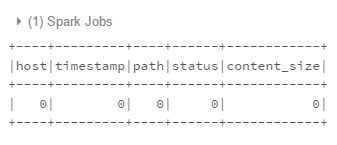 (1) Spark Jobs
+----+---------+----+------+------------+
|host|timestamp|path|status|content_size|
+----+---------+----+------+------------+
|   0|        0|   0|     0|           0|
+----+---------+----+------+------------+